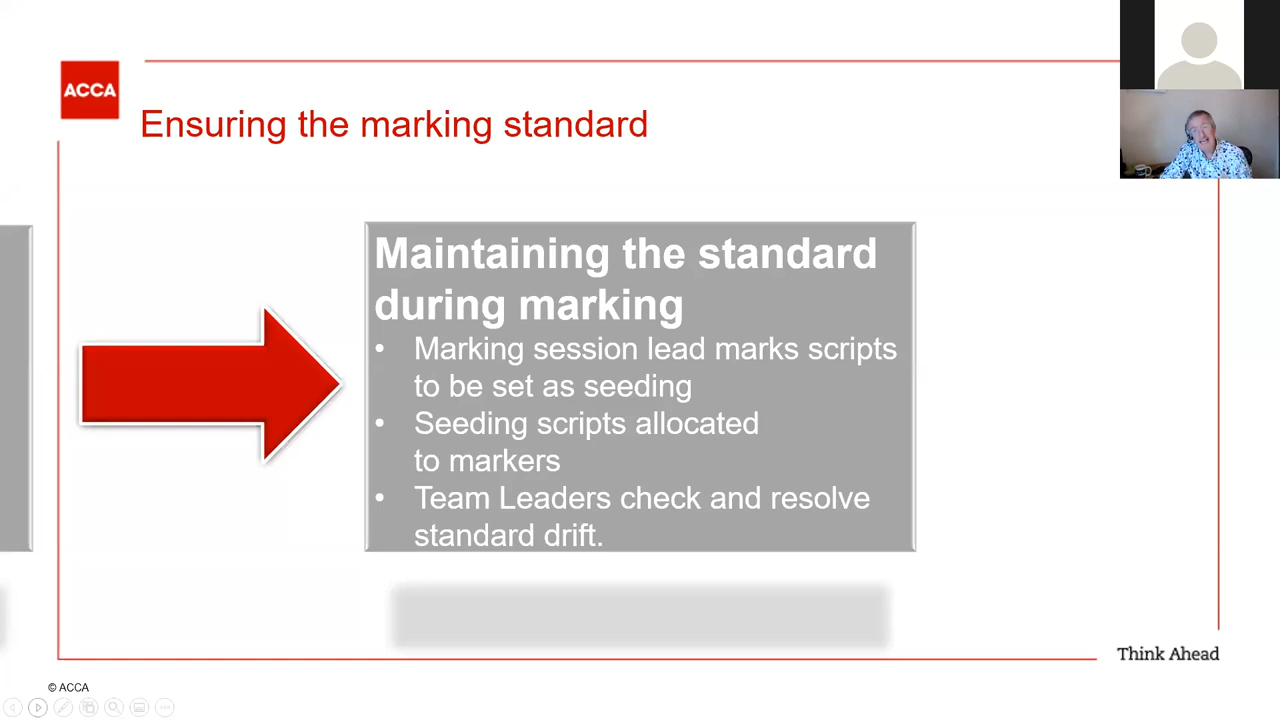 ACCA
Ensuring the marking standard
Maintaining the standard
during marking
• Marking session lead marks scripts
to be set as seeding
• Seeding scripts allocated
to markers
• Team Leaders check and resolve
standard drift.
Think Ahead
© ACCA